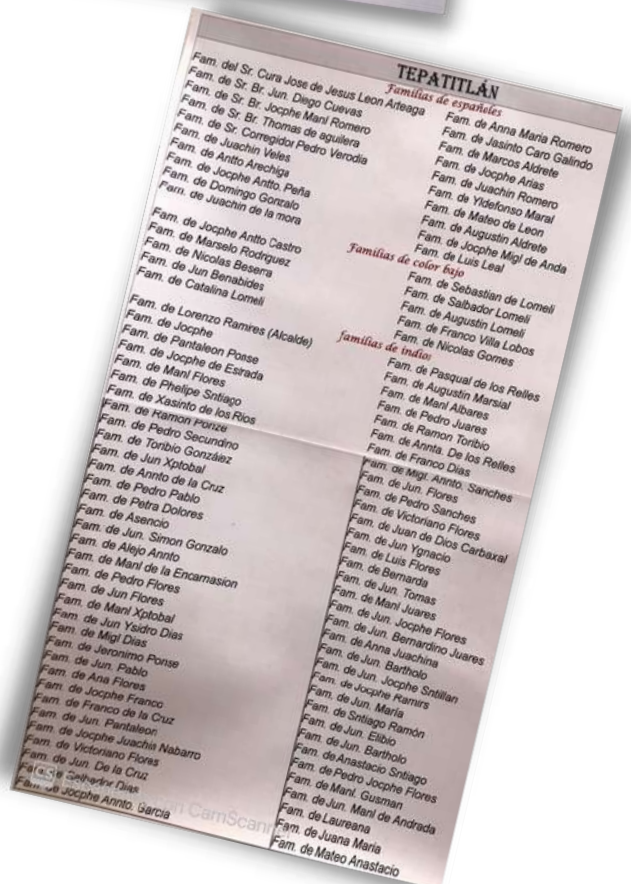 TEPATITLÁN
Familias de españeles
Fam. del Sr. Cura Jose de Jesus Leon Arteaga
Fam. de Sr. Br. Jun. Diego Cuevas
Fam. de Sr. Br Jocphe Manl Romero
Fam. de Sr. Br. Thomas de aguilera
Fam. de Sr. Corregidor Pedro Verodia
Fam. de Juachin Veles
Fam. de Antto Arechiga
Fam. de Jocphe Antto. Peña
Fam. de Domingo Gonzalo
Fam. de Juachin de la mora
Fam. de Anna Maria Romero
Fam. de Jasinto Caro Galindo
Fam. de Marcos Aldrete
Fam. de Jocphe Arias
Fam. de Juachin Romero
Fam. de Yldefonso Maral
Fam. de Mateo de Leon
Fam. de Augustin Aldrete
Fam. de Jocphe Migl de Anda
Fam. de Luis Leal
Familias de color bajo
Fam. de Jocphe Antto Castro
Fam. de Marselo Rodrguez
Fam. de Nicolas Beserra
Fam. de Jun Benabides
Fam. de Catalina Lomeli
Fam. de Sebastian de Lomeli
Fam. de Salbador Lomeli
Fam. de Augustin Lomeli
Fam. de Franco Villa Lobos
Fam. de Nicolas Gomes
familias de indios
Fam. de Lorenzo Ramires (Alcalde)
Fam. de Jocphe
Fam. de Pantaleon Ponse
Fam. de Jocphe de Estrada
Fam. de Manl Flores
Fam. de Phelipe Sntiago
Fam. de Xasinto de los Rios
Fam. de Ramon Ponze
Fam. de Pedro Secundino
Fam. de Toribio Gonzáez
Fam. de Jun Xptobal
Fam. de Annto de la Cruz
Fam. de Pedro Pablo
Fam. de Petra Dolores
Fam. de Asencio
Fam. de Jun. Simon Gonzalo
Fam. de Alejo Annto
Fam. de Manl de la Encarnasion
Fam. de Pedro Flores
Fam. de Jun Flores
Fam. de Manl Xptobal
Fam. de Jun Ysidro Dias
Fam. de Migl Dias
Fam. de Jeronimo Ponse
Fam. de Jun. Pablo
Fam. de Ana Flores
Fam. de Jocphe Franco
Fam. de Franco de la Cruz
Fam. de Jun. Pantaleon
Fam. de Jocphe Juachin Nabarro
Fam. de Victoriano Flores
Fam. de Jun. De la Cruz
Dias
Fam. de Jocphe Annto. Garcia
Fam. de Pasqual de los Relles
Fam. de Augustin Marsial
Fam. de Manl Albares
Fam. de Pedro Juares
Fam. de Ramon Toribio
Fam. de Annta. De los Relles
Fam. de Franco Dias
Fam. de Migl. Annto. Sanches
Fam. de Jun. Flores
Fam. de Pedro Sanches
Fam. de Victoriano Flores
Fam. de Juan de Dios Carbaxal
Fam. de Jun Ygnacio
Fam. de Luis Flores
Fam. de Bernarda
Fam. de Jun. Tomas
Fam. de Manl Juares
Fam. de Jun. Jocphe Flores
Fam. de Jun. Bernardino Juares
Fam. de Anna Juachina
Fam. de Jun. Bartholo
Fam. de Jun. Jocphe Sntillan
Fam. de Jocphe Ramirs
Fam. de Jun. María
Fam. de Sntiago Ramón
Fam. de Jun. Elibio
Fam. de Jun. Bartholo
Fam. de Anastacio Sntiago
Fam. de Pedro Jocphe Flores
Fam. de Manl. Gusman
Fam. de Jun. Manl de Andrada
Fam. de Laureana
Fam. de Juana Maria
Fam. de Mateo Anastacio
CS
CamScanner